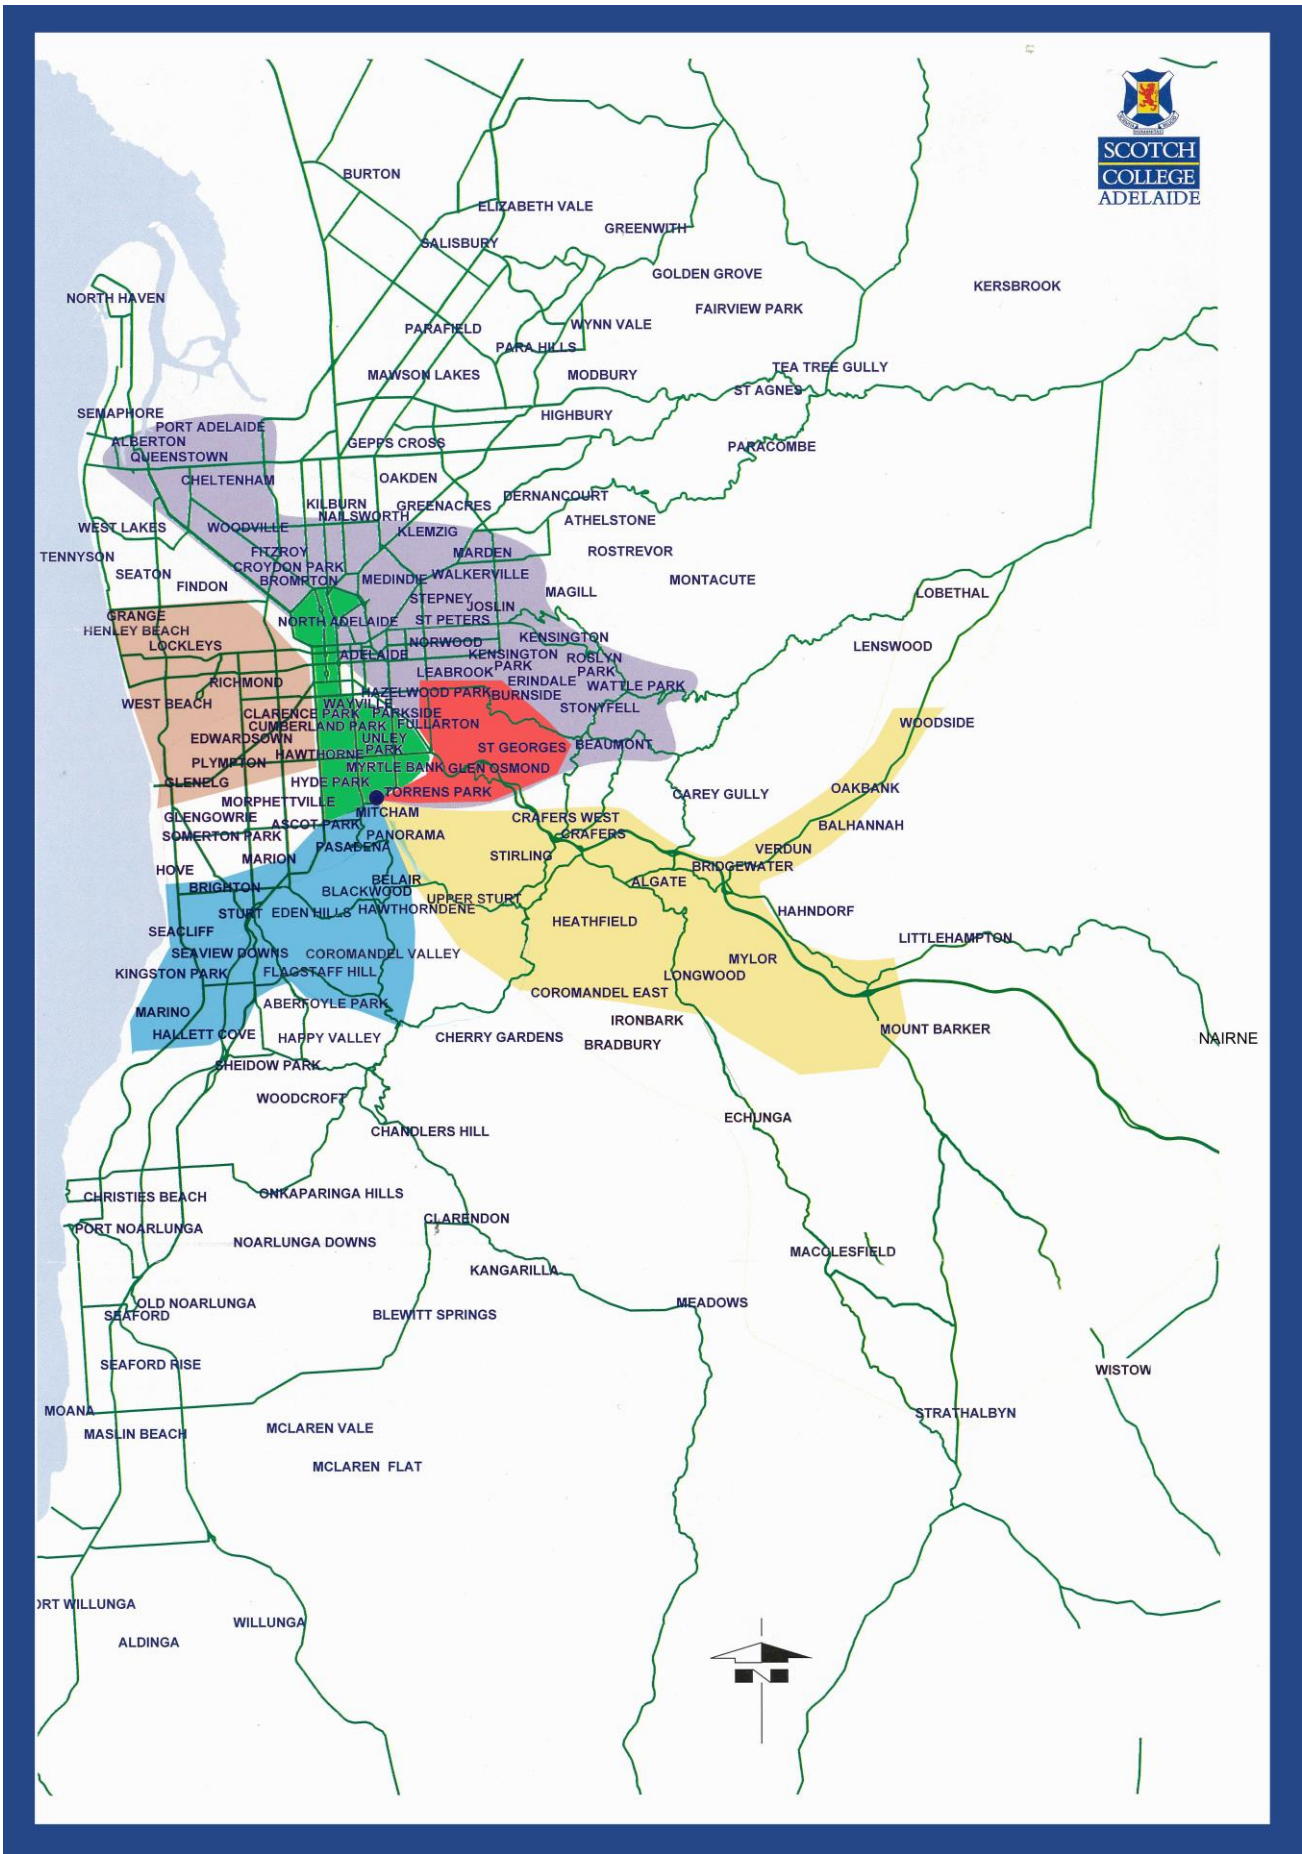 SCOTCH
COLLEGE
ADELAIDE
BURTON
ELIZABETH VALE
GREENWITH
SALISBURY
GOLDEN GROVE
KERSBROOK
NORTH HAVEN
FAIRVIEW PARK
WYNN VALE
PARAFIELD
PARA HILLS
TEA TREE GULLY
MAWSON LAKES
MODBURY
ST AGNES
SEMAPHORE
HIGHBURY
PORT ADELAIDE
ALBERTON
GEPPS CROSS
PARACOMBE
QUEENSTOWN
CHELTENHAM
OAKDEN
DERNANCOURT
KILBURN
GREENACRES
NAILSWORTH
ATHELSTONE
WEST LAKES
WOODVILLE
KLEMZIG
TENNYSON
FITZROY
MARDEN
ROSTREVOR
CROYDON PARK
SEATON
BROMPTON
MEDINDIE
WALKERVILLE
MONTACUTE
FINDON
STEPNEY
MAGILL
LOBETHAL
JOSLIN
GRANGE
NORTH ADELAIDE
ST PETERS
HENLEY BEACH
KENSINGTON
LOCKLEYS
NORWOOD
LENSWOOD
ADELAIDE
KENSINGTON
PARK
ROSLYN
PARK
LEABROOK
ERINDALE
RICHMOND
WATTLE PARK
HAZELWOOD PARK
BURNSIDE
WEST BEACH
WAYVILLE
STONYFELL
CLARENCE PARK
PARKSIDE
CUMBERLAND PARK
FULLARTON
WOODSIDE
EDWARDSOWN
UNLEY
PARK
ST GEORGES
BEAUMONT
HAWTHORNE
PLYMPTON
MYRTLE BANK
GLEN OSMOND
GLENELG
HYDE PARK
TORRENS PARK
CAREY GULLY
OAKBANK
MORPHETTVILLE
MITCHAM
GLENGOWRIE
ASCOT PARK
CRAFERS WEST
BALHANNAH
SOMERTON PARK
PANORAMA
CRAFERS
PASADENA
VERDUN
MARION
STIRLING
BRIDGEWATER
HOVE
BELAIR
ALGATE
BRIGHTON
BLACKWOOD
UPPER STURT
STURT
EDEN HILLS
HAWTHORNDENE
HAHNDORF
HEATHFIELD
SEACLIFF
LITTLEHAMPTON
SEAVIEW DOWNS
COROMANDEL VALLEY
MYLOR
KINGSTON PARK
FLAGSTAFF HILL
LONGWOOD
COROMANDEL EAST
ABERFOYLE PARK
MARINO
IRONBARK
MOUNT BARKER
HALLETT COVE
HAPPY VALLEY
CHERRY GARDENS
BRADBURY
NAIRNE
SHEIDOW PARK
WOODCROFT
ECHUNGA
CHANDLERS HILL
CHRISTIES BEACH
ONKAPARINGA HILLS
CLARENDON
PORT NOARLUNGA
NOARLUNGA DOWNS
MACCLESFIELD
KANGARILLA
OLD NOARLUNGA
MEADOWS
SEAFORD
BLEWITT SPRINGS
SEAFORD RISE
WISTOW
MOANA
STRATHALBYN
MASLIN BEACH
MCLAREN VALE
MCLAREN FLAT
ORT WILLUNGA
WILLUNGA
ALDINGA
N